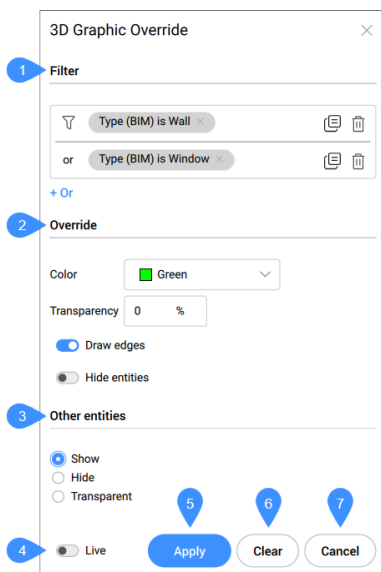 3D Graphic Override
1 Filter
Type (BIM) is Wall
or Type (BIM) is Window
+ Or
2 Override
Color Green
Transparency 0 %
Draw edges
Hide entities
3 Other entities
Show
Hide
Transparent
5 6 7
4 Live Apply Clear Cancel